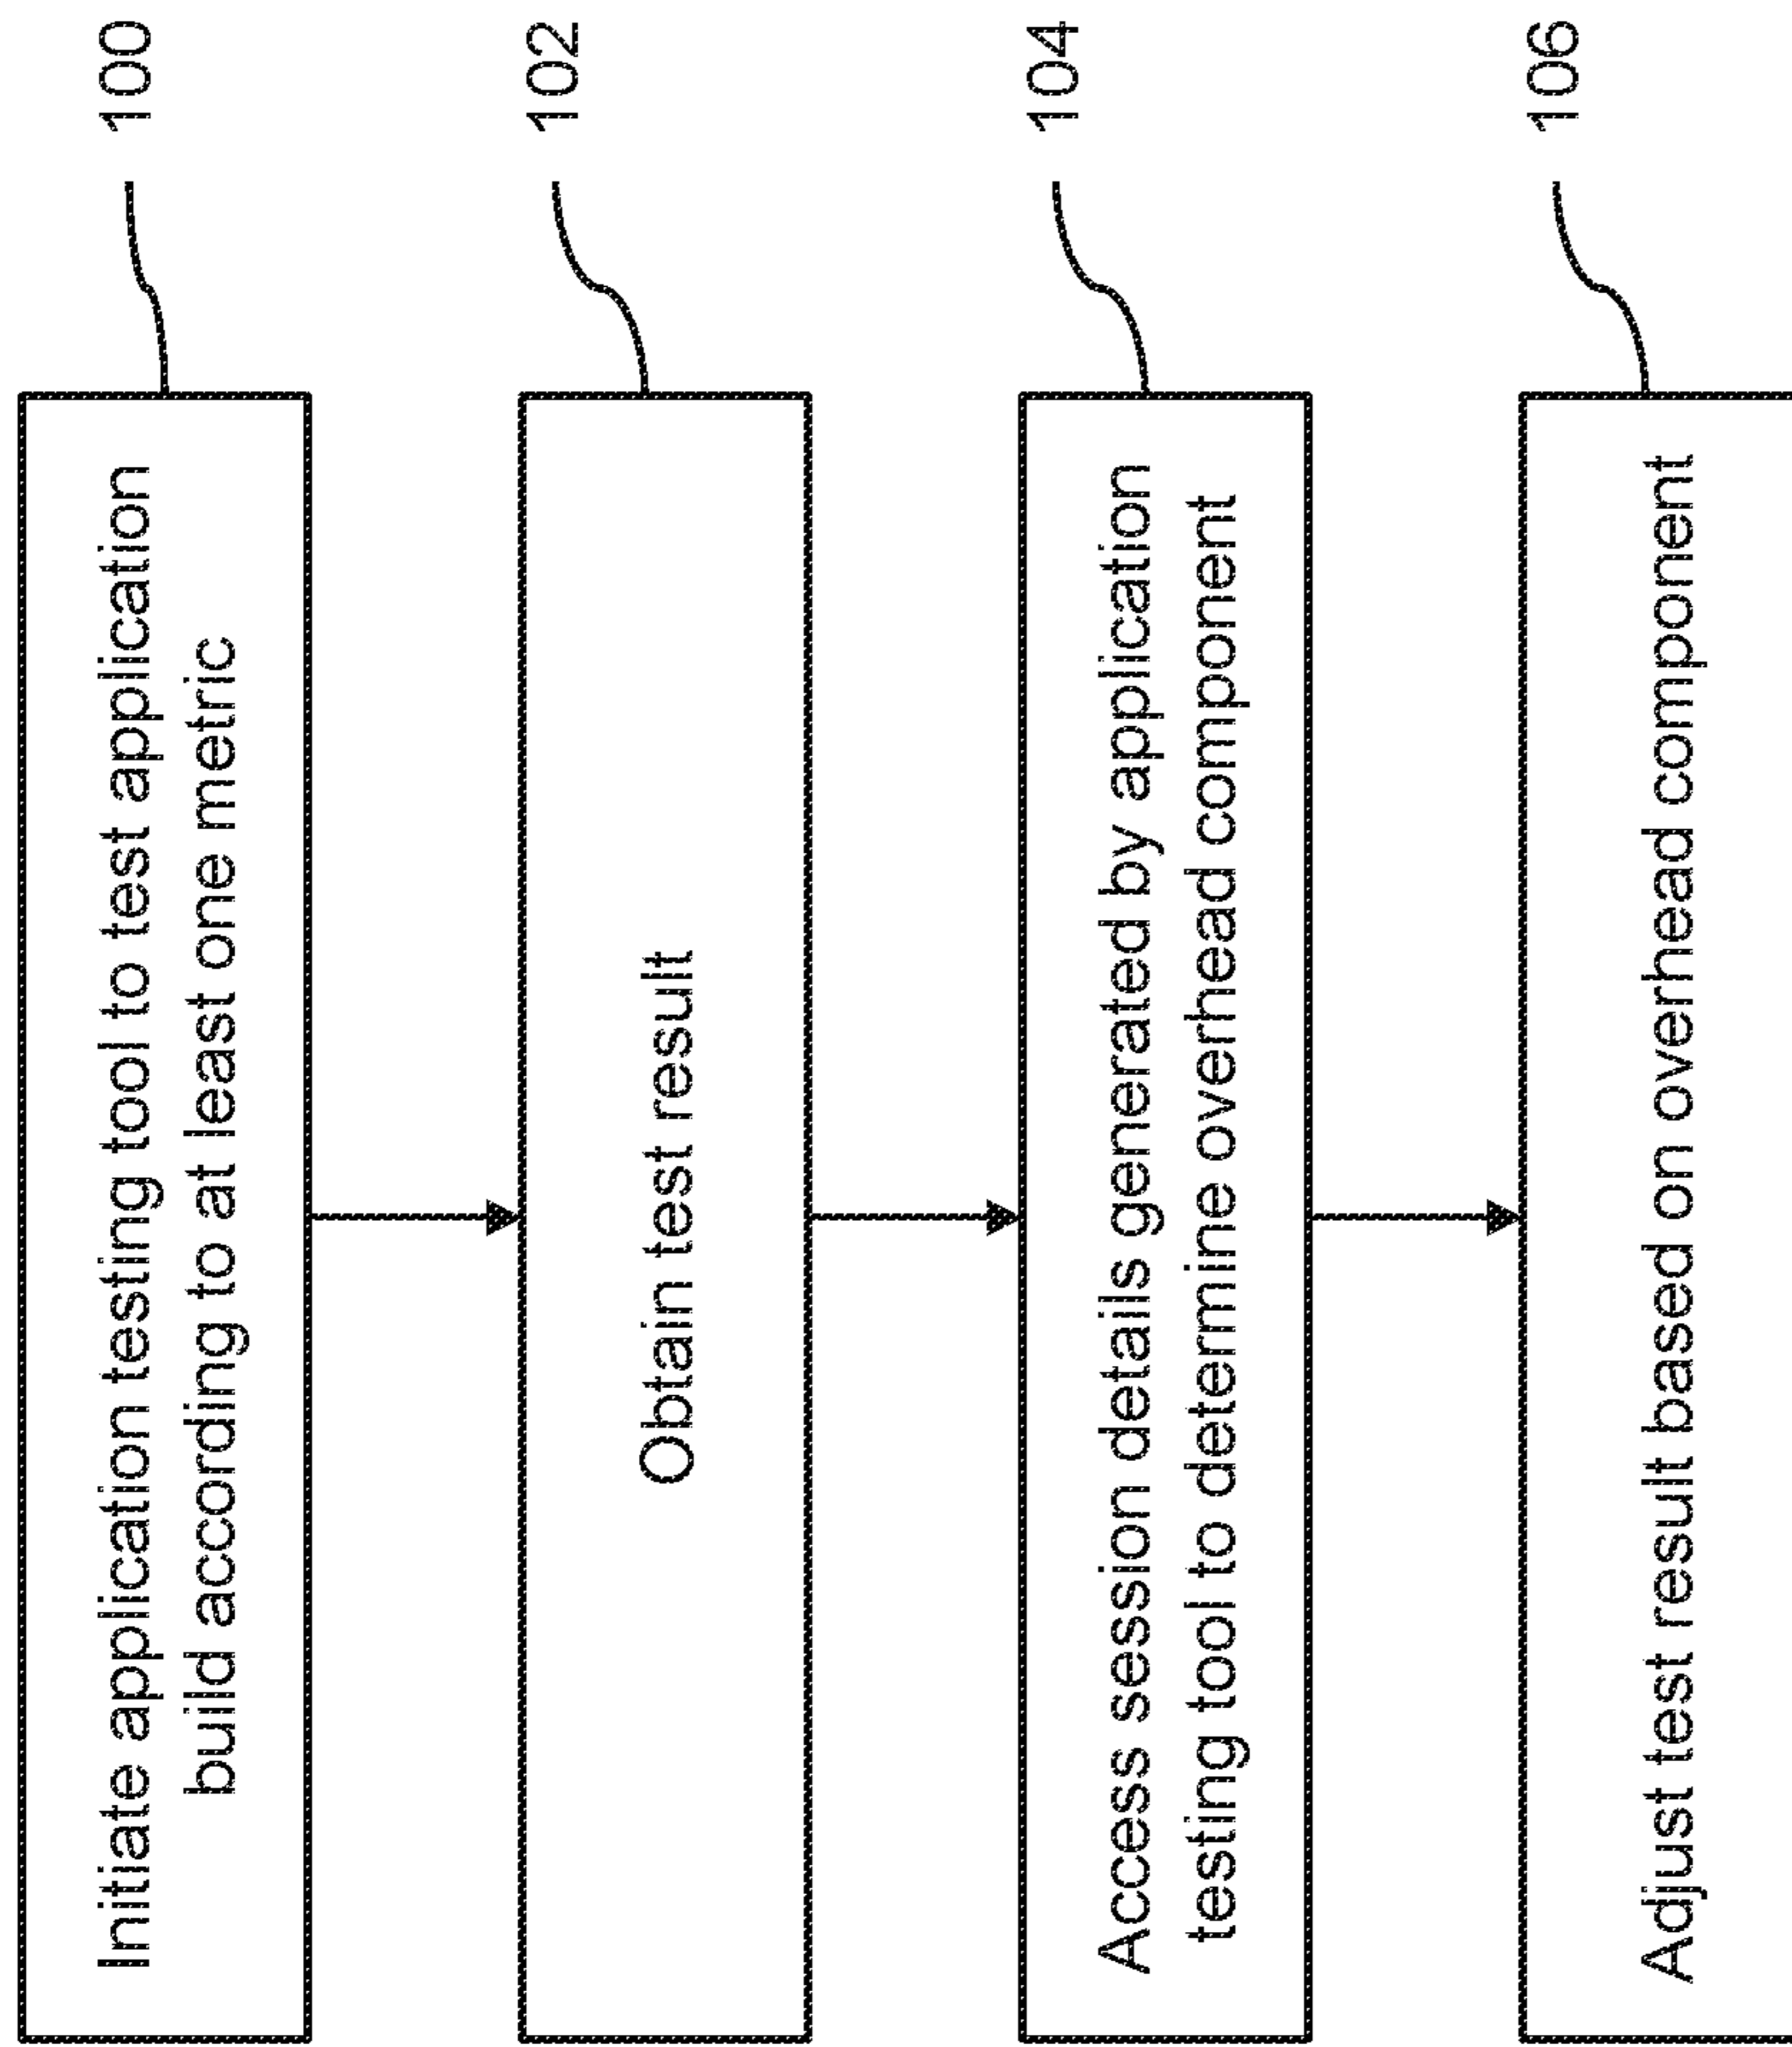 Initiate application testing tool to test application
build according to at least one metric
100
Obtain test result
102
Access session details generated by application
testing tool to determine overhead component
104
Adjust test result based on overhead component
106